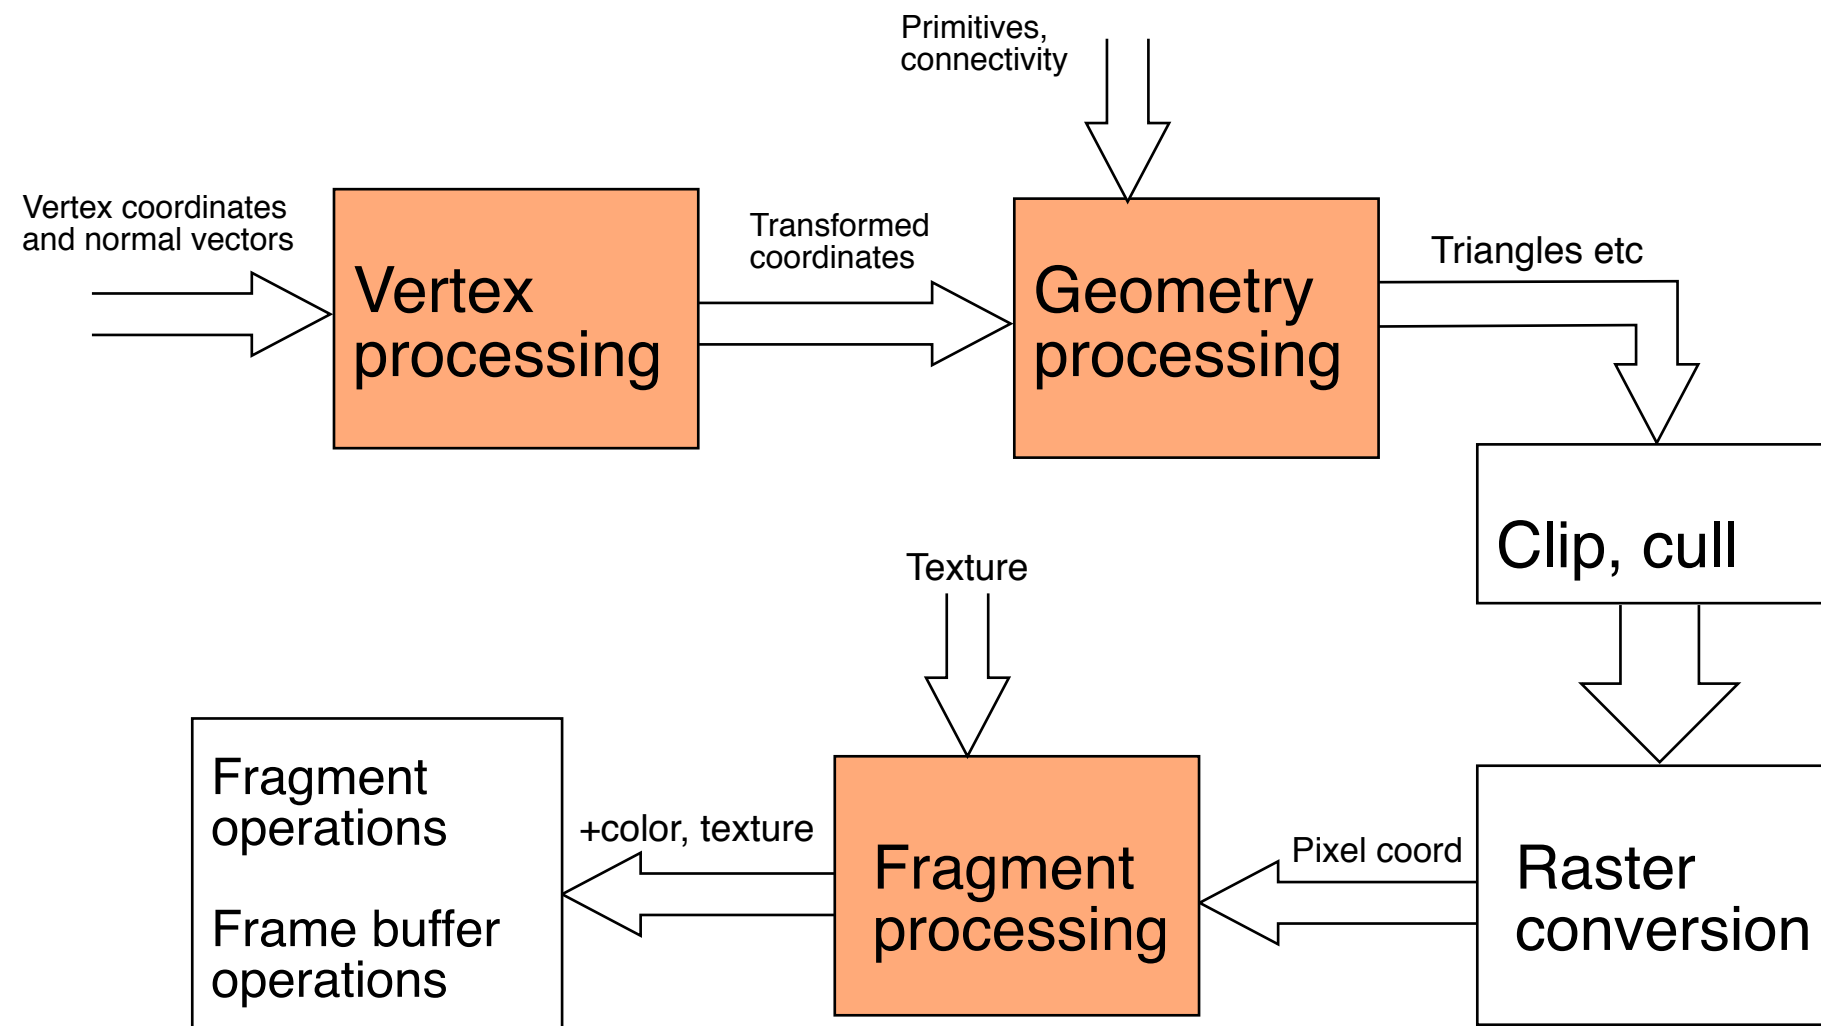 Primitives,
connectivity
Vertex coordinates
and normal vectors
Vertex
processing
Transformed
coordinates
Geometry
processing
Triangles etc
Clip, cull
Texture
Raster
conversion
Pixel coord
Fragment
processing
+color, texture
Fragment
operations
Frame buffer
operations